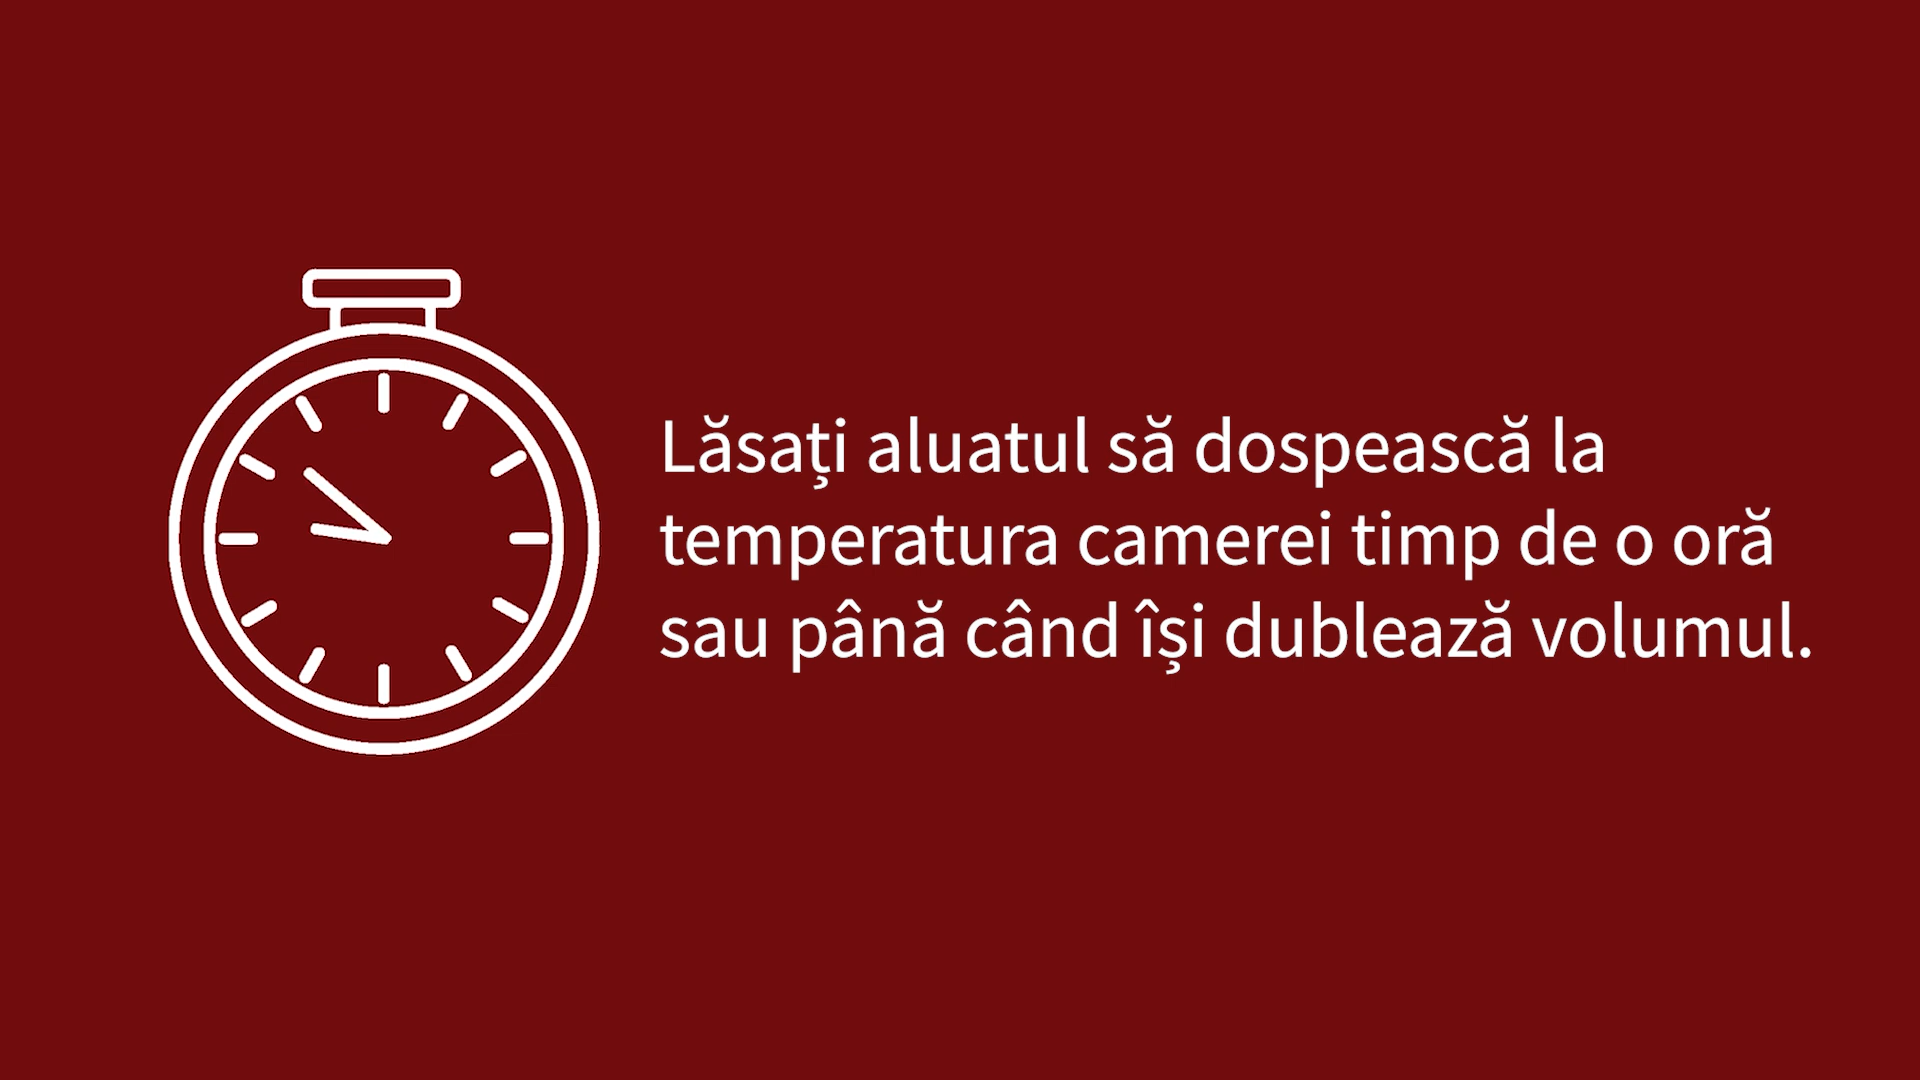 Lăsați aluatul să dospească la
temperatura camerei timp de o oră
sau până când își dublează volumul.